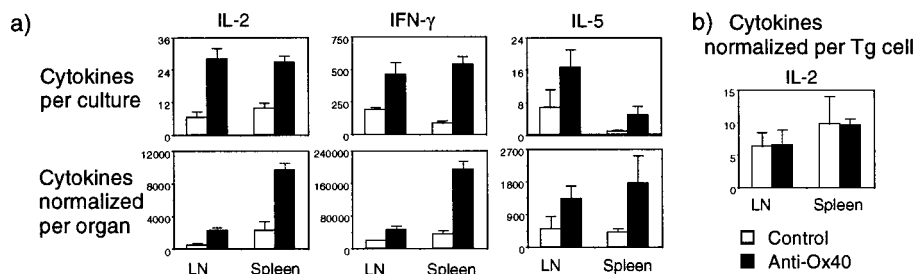 a)
IL-2
IFN-γ
IL-5
b) Cytokines
normalized per Tg cell
Cytokines
per culture
36
24
12
0
750
500
250
0
24
16
8
0
IL-2
15
10
5
0
LN
Spleen
Cytokines
normalized
per organ
12000
8000
4000
0
240000
160000
80000
0
2700
1800
900
0
LN
Spleen
LN
Spleen
LN
Spleen
Control
Anti-Ox40